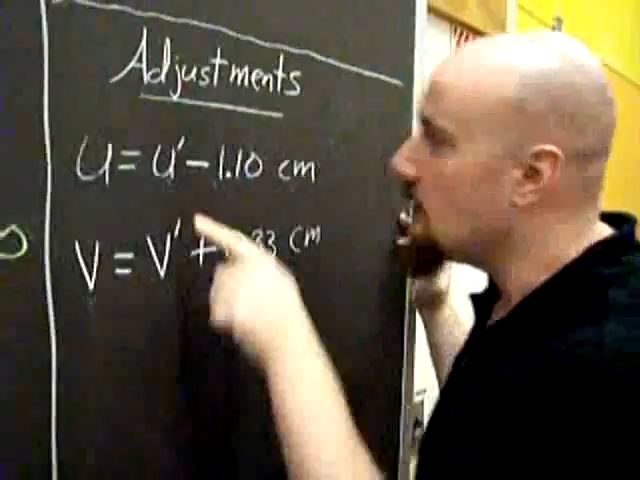 Adjustments
U = U' - 1.10 cm
V = V' + .33 cm